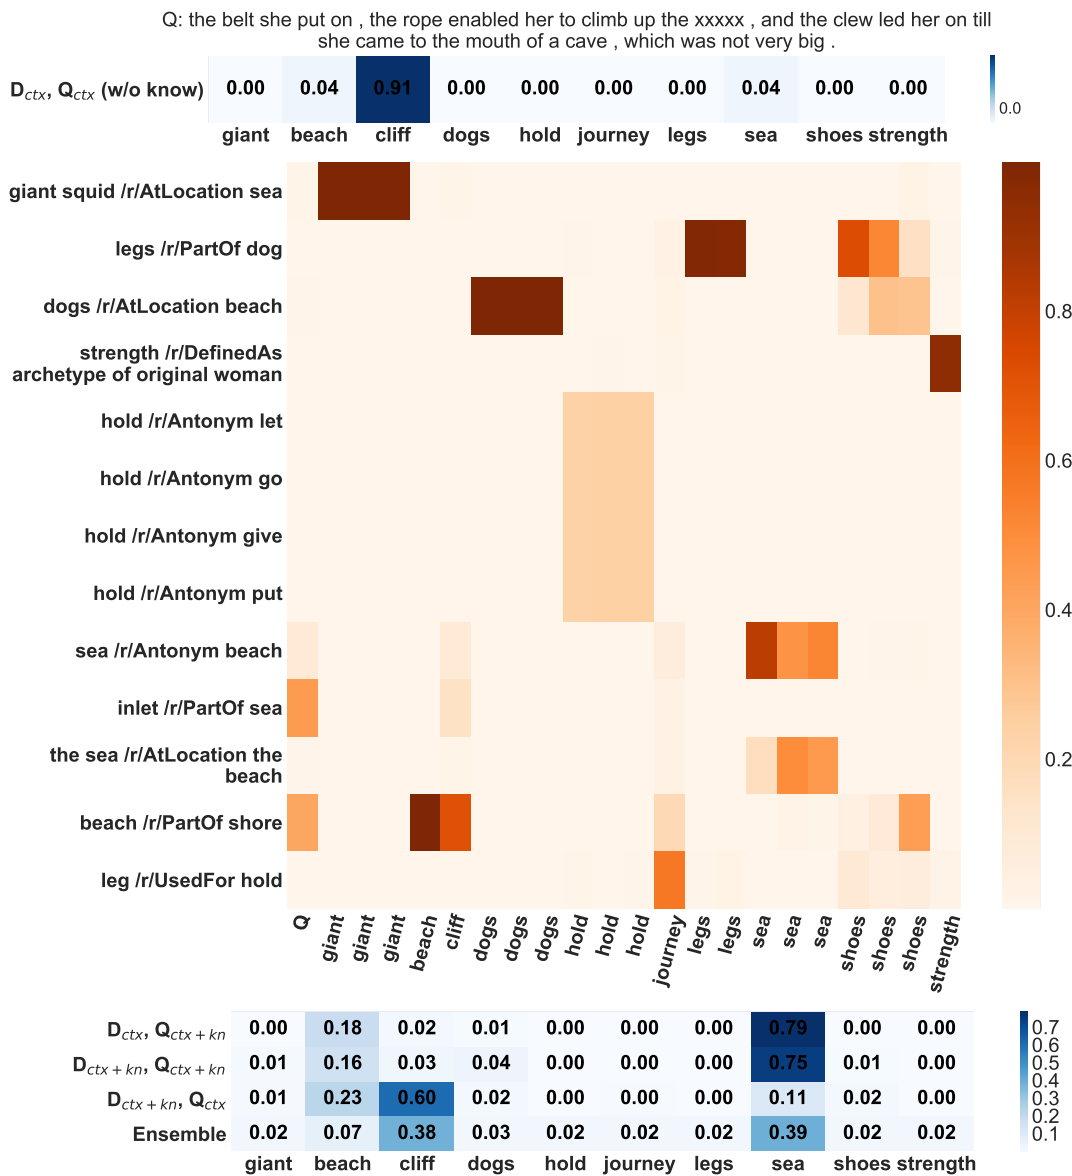 Q: the belt she put on , the rope enabled her to climb up the xxxxx , and the clew led her on till
she came to the mouth of a cave , which was not very big .
D_ctx, Q_ctx (w/o know) 0.00 0.04 0.91 0.00 0.00 0.00 0.00 0.04 0.00 0.00
0.0
giant beach cliff dogs hold journey legs sea shoes strength
giant squid /r/AtLocation sea
legs /r/PartOf dog
dogs /r/AtLocation beach
strength /r/DefinedAs
archetype of original woman
hold /r/Antonym let
hold /r/Antonym go
hold /r/Antonym give
hold /r/Antonym put
sea /r/Antonym beach
inlet /r/PartOf sea
the sea /r/AtLocation the
beach
beach /r/PartOf shore
leg /r/UsedFor hold
0.8
0.6
0.4
0.2
Q giant giant giant beach cliff dogs dogs dogs hold hold hold journey legs legs sea sea sea shoes shoes shoes strength
D_ctx, Q_ctx+kn 0.00 0.18 0.02 0.01 0.00 0.00 0.00 0.79 0.00 0.00
D_ctx+kn, Q_ctx+kn 0.01 0.16 0.03 0.04 0.00 0.00 0.00 0.75 0.01 0.00
D_ctx+kn, Q_ctx 0.01 0.23 0.60 0.02 0.00 0.00 0.00 0.11 0.02 0.00
Ensemble 0.02 0.07 0.38 0.03 0.02 0.02 0.02 0.39 0.02 0.02
giant beach cliff dogs hold journey legs sea shoes strength
0.7
0.6
0.5
0.4
0.3
0.2
0.1